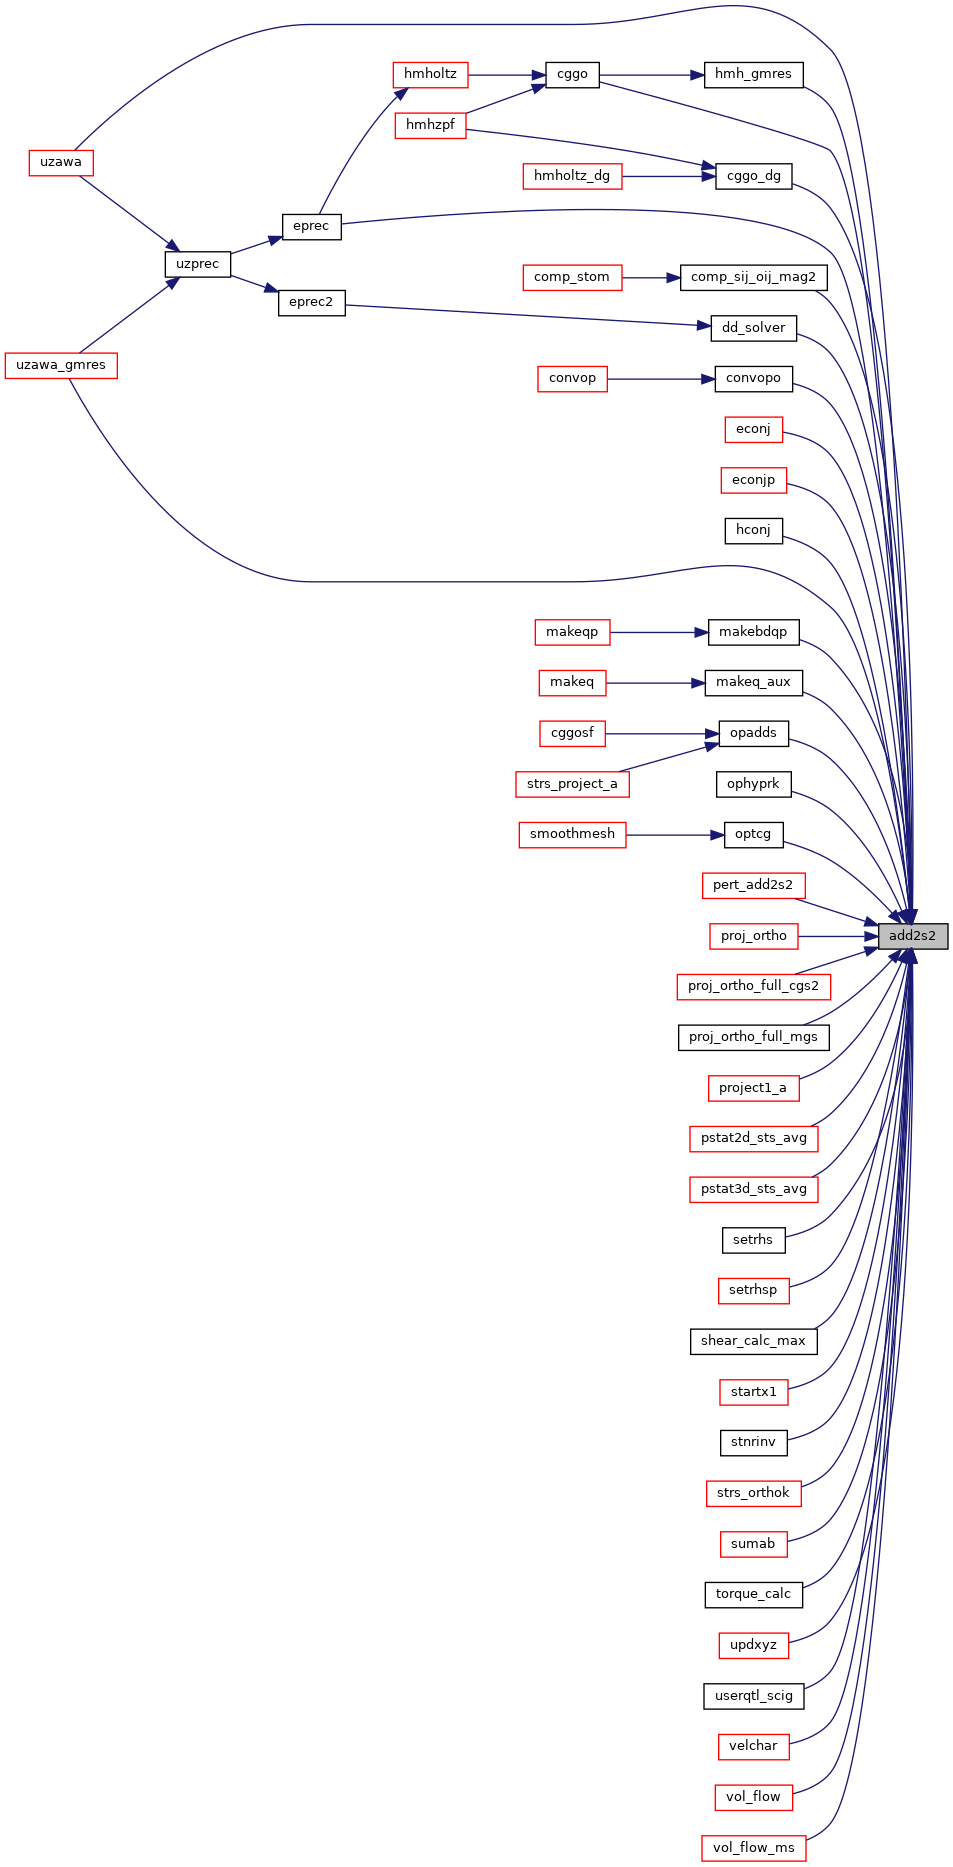 hmholtz
cggo
hmh_gmres
hmhzpf
uzawa
hmholtz_dg
cggo_dg
eprec
uzprec
comp_stom
comp_sij_oij_mag2
eprec2
dd_solver
uzawa_gmres
convop
convopo
econj
econjp
hconj
makeqp
makebdqp
makeq
makeq_aux
cggosf
opadds
strs_project_a
ophyprk
smoothmesh
optcg
pert_add2s2
proj_ortho
add2s2
proj_ortho_full_cgs2
proj_ortho_full_mgs
project1_a
pstat2d_sts_avg
pstat3d_sts_avg
setrhs
setrhsp
shear_calc_max
startx1
stnrinv
strs_orthok
sumab
torque_calc
updxyz
userqtl_scig
velchar
vol_flow
vol_flow_ms